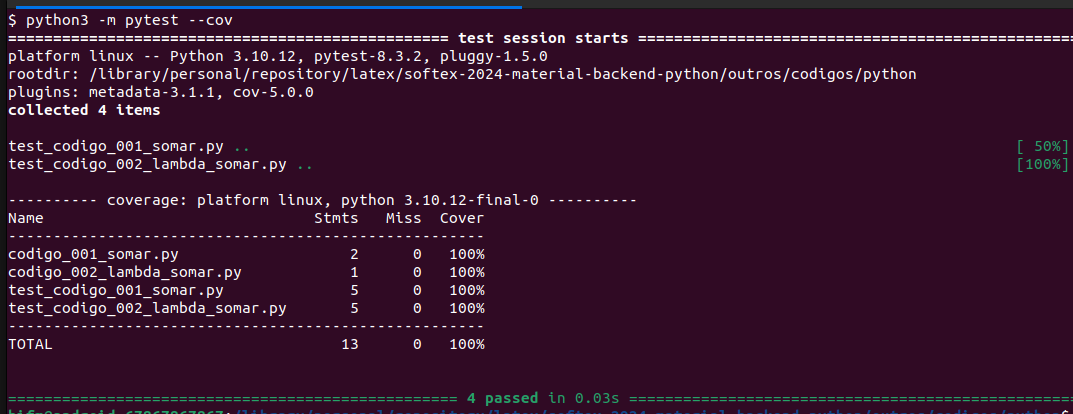 $ python3 -m pytest --cov
================================================= test session starts =================================================
platform linux -- Python 3.10.12, pytest-8.3.2, pluggy-1.5.0
rootdir: /library/personal/repository/latex/softex-2024-material-backend-python/outros/codigos/python
plugins: metadata-3.1.1, cov-5.0.0
collected 4 items
test_codigo_001_somar.py .. [ 50%]
test_codigo_002_lambda_somar.py .. [100%]
---------- coverage: platform linux, python 3.10.12-final-0 ----------
Name Stmts Miss Cover
-----------------------------------------------------
codigo_001_somar.py 2 0 100%
codigo_002_lambda_somar.py 1 0 100%
test_codigo_001_somar.py 5 0 100%
test_codigo_002_lambda_somar.py 5 0 100%
-----------------------------------------------------
TOTAL 13 0 100%
================================================== 4 passed in 0.03s ==================================================